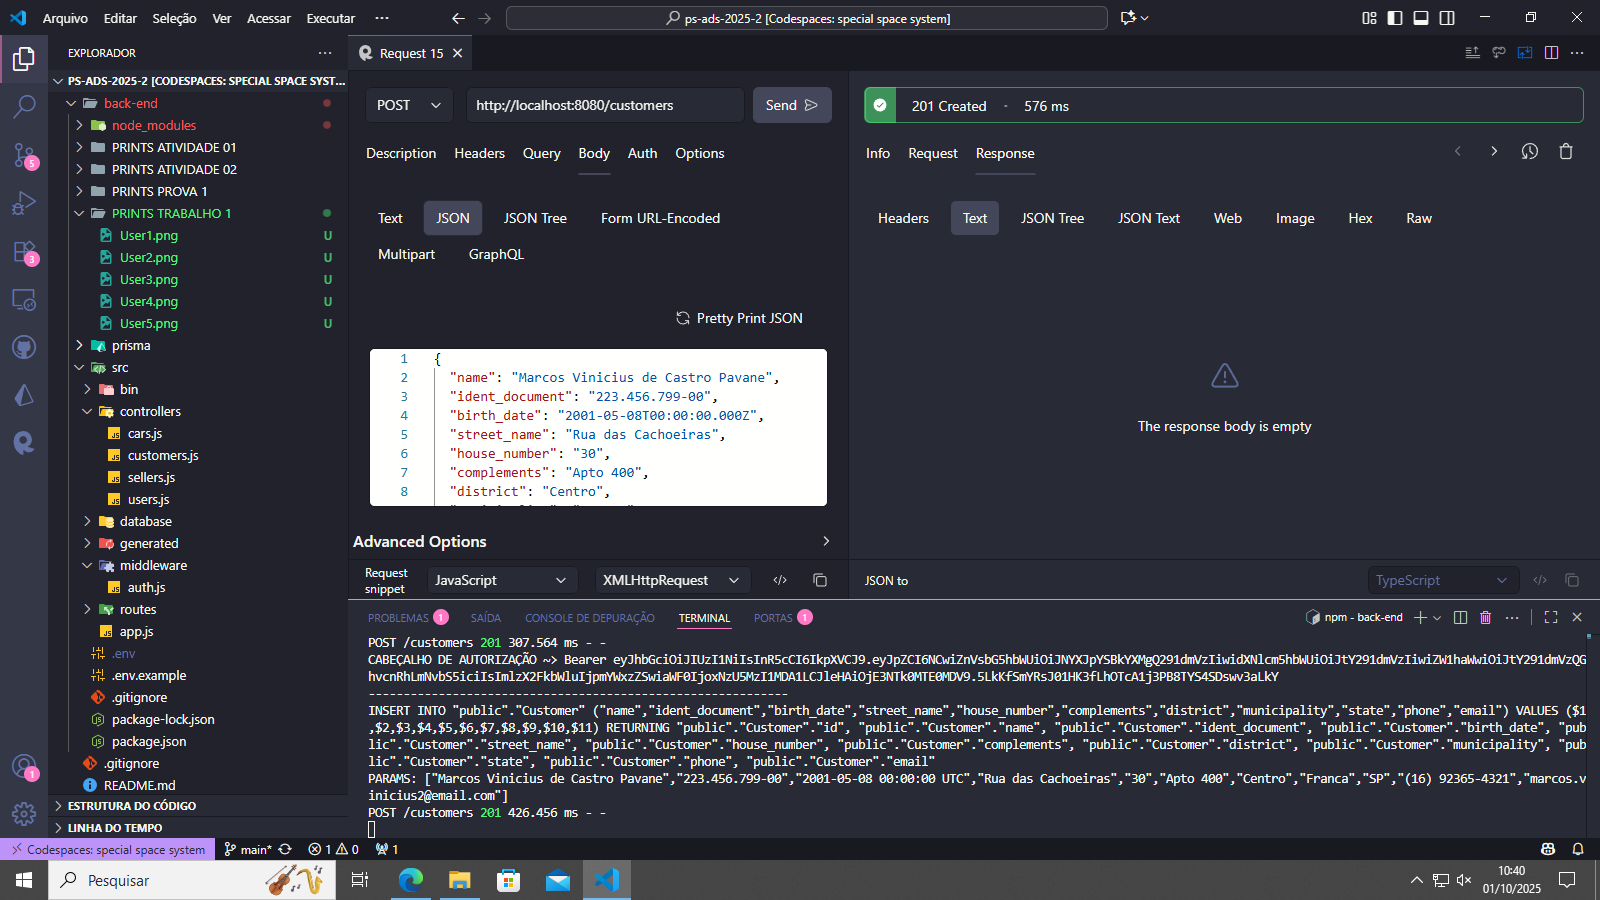 Arquivo Editar Seleção Ver Acessar Executar ···
ps-ads-2025-2 [Codespaces: special space system]
EXPLORADOR
PS-ADS-2025-2 [CODESPACES: SPECIAL SPACE SYST...
back-end
node_modules
PRINTS ATIVIDADE 01
PRINTS ATIVIDADE 02
PRINTS PROVA 1
PRINTS TRABALHO 1
User1.png U
User2.png U
User3.png U
User4.png U
User5.png U
prisma
src
bin
controllers
cars.js
customers.js
sellers.js
users.js
database
generated
middleware
auth.js
routes
app.js
.env
.env.example
.gitignore
package-lock.json
package.json
.gitignore
README.md
ESTRUTURA DO CÓDIGO
LINHA DO TEMPO
5
3
1
Request 15
POST http://localhost:8080/customers Send
Description Headers Query Body Auth Options
Text JSON JSON Tree Form URL-Encoded
Multipart GraphQL
Pretty Print JSON
1 {
2 "name": "Marcos Vinicius de Castro Pavane",
3 "ident_document": "223.456.799-00",
4 "birth_date": "2001-05-08T00:00:00.000Z",
5 "street_name": "Rua das Cachoeiras",
6 "house_number": "30",
7 "complements": "Apto 400",
8 "district": "Centro",
Advanced Options
Request snippet JavaScript XMLHttpRequest
201 Created - 576 ms
Info Request Response
Headers Text JSON Tree JSON Text Web Image Hex Raw
The response body is empty
JSON to TypeScript
PROBLEMAS 1 SAÍDA CONSOLE DE DEPURAÇÃO TERMINAL PORTAS 1
npm - back-end
POST /customers 201 307.564 ms - -
CABEÇALHO DE AUTORIZAÇÃO ~> Bearer
INSERT INTO "public"."Customer" ("name","ident_document","birth_date","street_name","house_number","complements","district","municipality","state","phone","email") VALUES ($1
,$2,$3,$4,$5,$6,$7,$8,$9,$10,$11) RETURNING "public"."Customer"."id", "public"."Customer"."name", "public"."Customer"."ident_document", "public"."Customer"."birth_date", "pub
lic"."Customer"."street_name", "public"."Customer"."house_number", "public"."Customer"."complements", "public"."Customer"."district", "public"."Customer"."municipality", "pub
lic"."Customer"."state", "public"."Customer"."phone", "public"."Customer"."email"
PARAMS: ["Marcos Vinicius de Castro Pavane","223.456.799-00","2001-05-08 00:00:00 UTC","Rua das Cachoeiras","30","Apto 400","Centro","Franca","SP","(16) 92365-4321","marcos.v
inicius2@email.com"]
POST /customers 201 426.456 ms - -
Codespaces: special space system main* 1 0 1
Pesquisar
10:40
01/10/2025